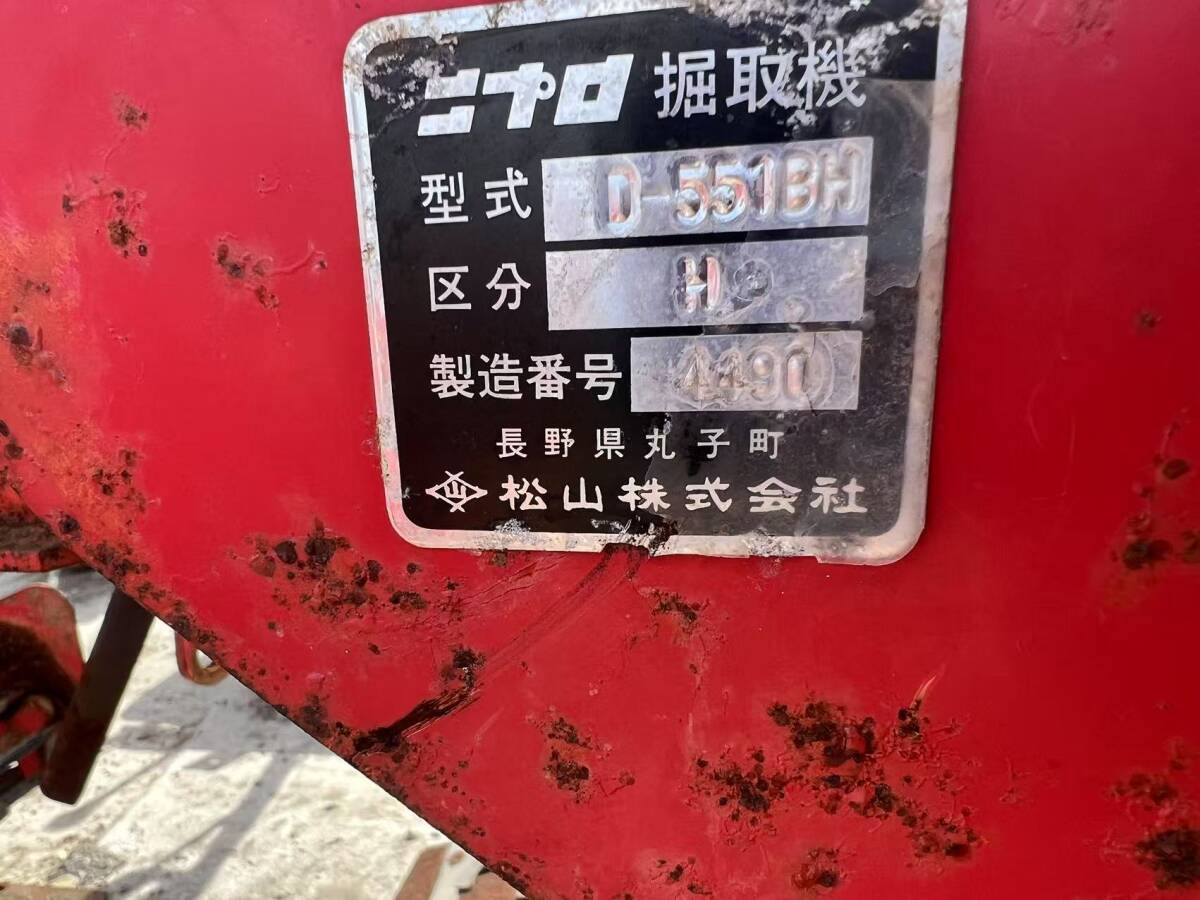 ニプロ 掘取機
型式 D-551BH
区分 H
製造番号 4490
長野県丸子町
松山株式会社